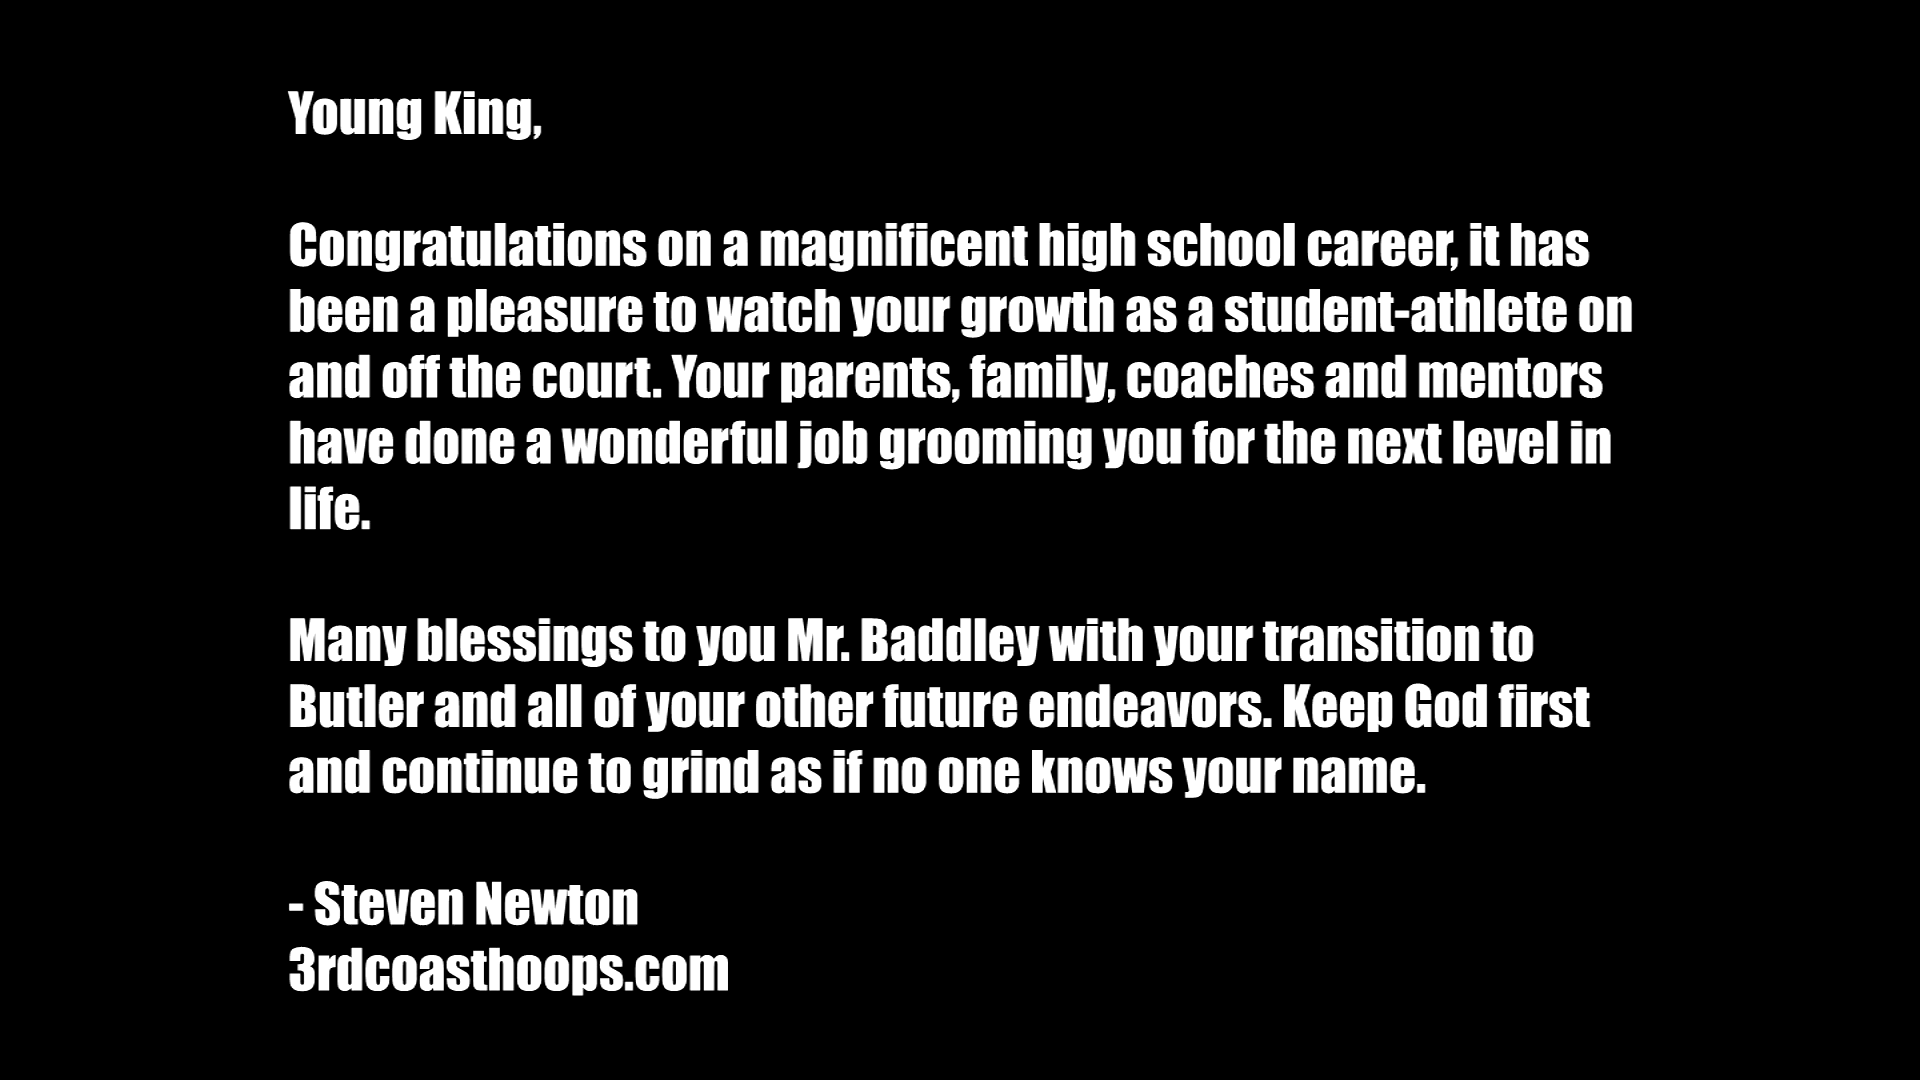 Young King,
Congratulations on a magnificent high school career, it has
been a pleasure to watch your growth as a student-athlete on
and off the court. Your parents, family, coaches and mentors
have done a wonderful job grooming you for the next level in
life.
Many blessings to you Mr. Baddley with your transition to
Butler and all of your other future endeavors. Keep God first
and continue to grind as if no one knows your name.
- Steven Newton
3rdcoasthoops.com